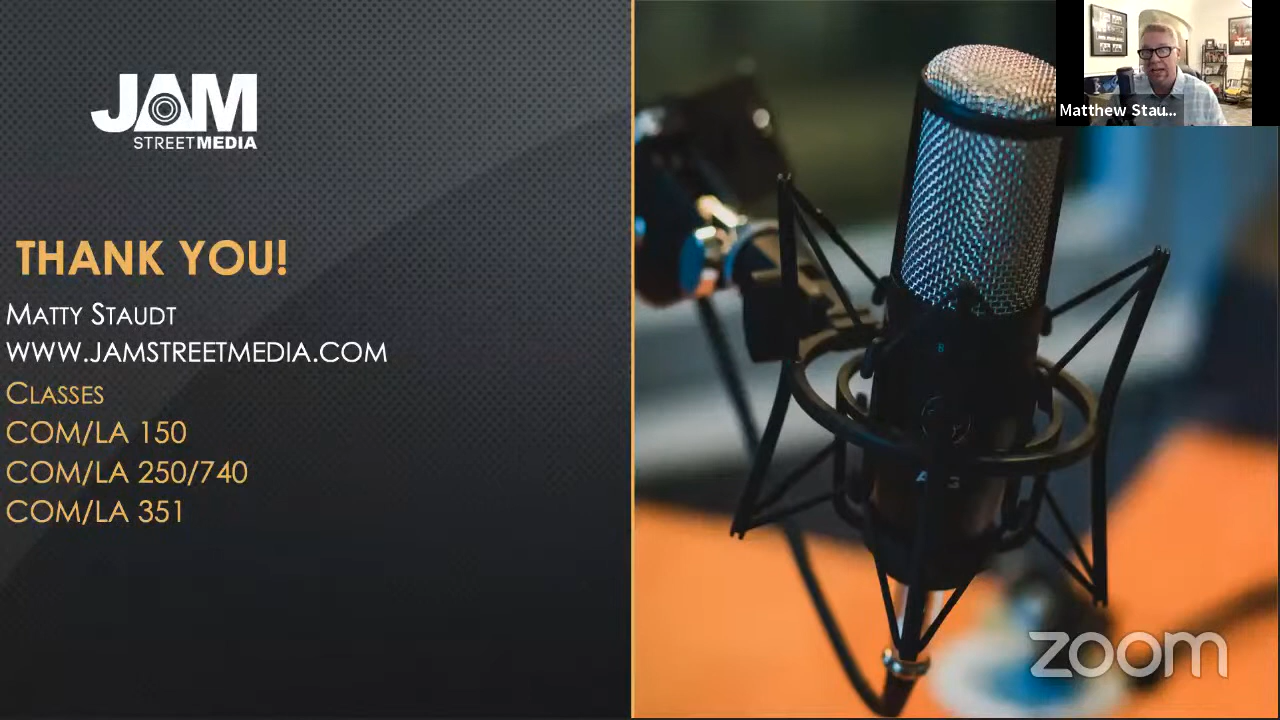 JAM
STREETMEDIA
THANK YOU!
MATTY STAUDT
WWW.JAMSTREETMEDIA.COM
CLASSES
COM/LA 150
COM/LA 250/740
COM/LA 351
Matthew Stau...
zoom